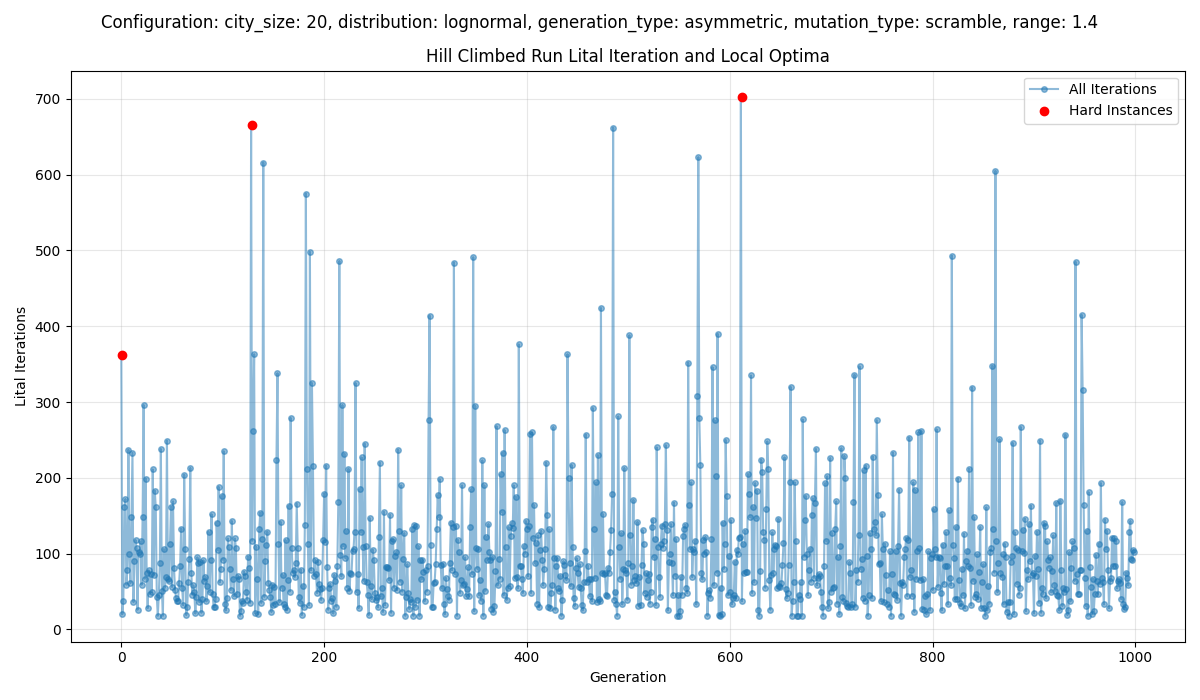 Configuration: city_size: 20, distribution: lognormal, generation_type: asymmetric, mutation_type: scramble, range: 1.4
Hill Climbed Run Lital Iteration and Local Optima
All Iterations
Hard Instances
700
600
500
400
300
200
100
0
Lital Iterations
0 200 400 600 800 1000
Generation